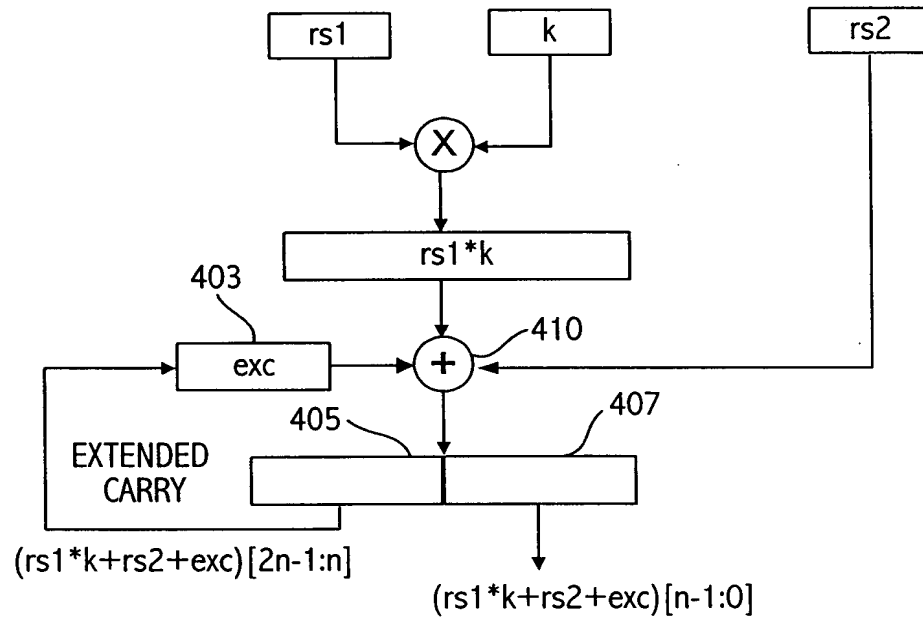 rs1
k
rs2
X
rs1*k
403
410
exc
+
405
407
EXTENDED
CARRY
(rs1*k+rs2+exc)[2n-1:n]
(rs1*k+rs2+exc)[n-1:0]